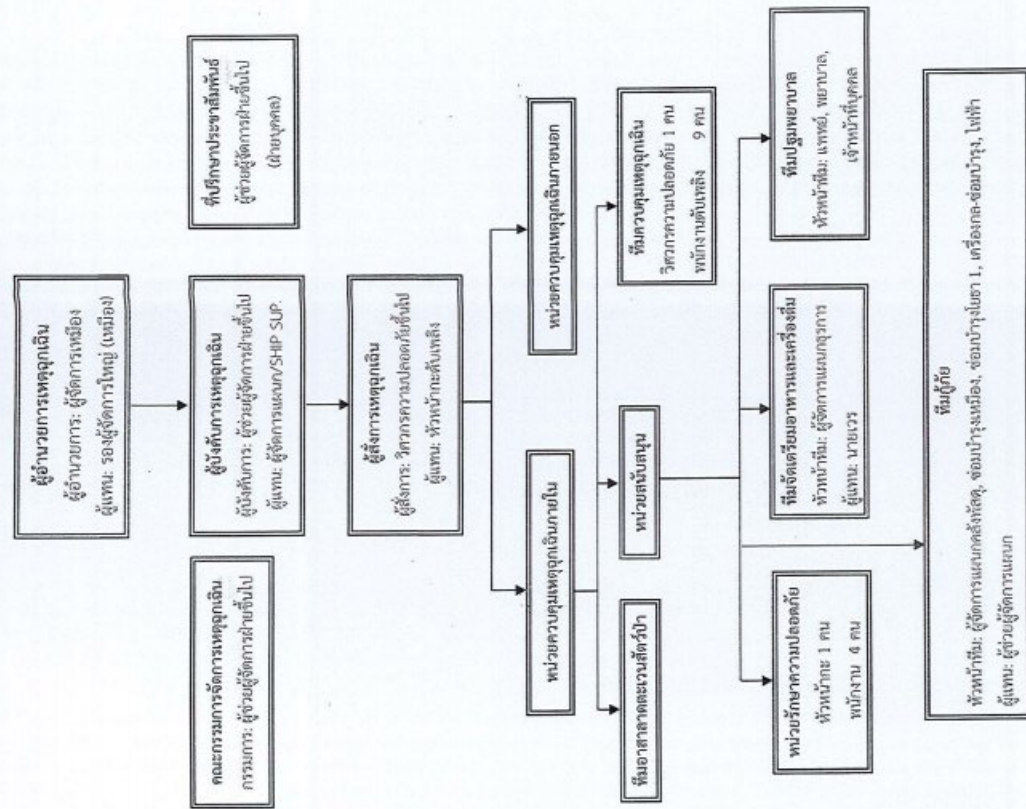 ผู้อำนวยการเหตุฉุกเฉิน
ผู้อำนวยการ: ผู้จัดการเหมือง
ผู้แทน: รองผู้จัดการใหญ่ (เหมือง)
คณะกรรมการจัดการเหตุฉุกเฉิน
กรรมการ: ผู้ช่วยผู้จัดการฝ่ายขึ้นไป
ผู้บังคับการเหตุฉุกเฉิน
ผู้บังคับการ: ผู้ช่วยผู้จัดการฝ่ายขึ้นไป
ผู้แทน: ผู้จัดการแผนก/SHIP SUP.
ที่ปรึกษาประชาสัมพันธ์
ผู้ช่วยผู้จัดการฝ่ายขึ้นไป
(ฝ่ายบุคคล)
ผู้สั่งการเหตุฉุกเฉิน
ผู้สั่งการ: วิศวกรความปลอดภัยขึ้นไป
ผู้แทน: หัวหน้ากะดับเพลิง
หน่วยควบคุมเหตุฉุกเฉินภายใน
หน่วยควบคุมเหตุฉุกเฉินภายนอก
ทีมอาสาลาดตระเวนสัตว์ป่า
หน่วยสนับสนุน
ทีมควบคุมเหตุฉุกเฉิน
วิศวกรความปลอดภัย 1 คน
พนักงานดับเพลิง 9 คน
หน่วยรักษาความปลอดภัย
หัวหน้ากะ 1 คน
พนักงาน 4 คน
ทีมจัดเตรียมอาหารและเครื่องดื่ม
หัวหน้าทีม: ผู้จัดการแผนกธุรการ
ผู้แทน: นายเวร
ทีมปฐมพยาบาล
หัวหน้าทีม: แพทย์, พยาบาล,
เจ้าหน้าที่บุคคล
ทีมกู้ภัย
หัวหน้าทีม: ผู้จัดการแผนกคลังพัสดุ, ซ่อมบำรุงเหมือง, ซ่อมบำรุงโยธา 1, เครื่องกล-ซ่อมบำรุง, ไฟฟ้า
ผู้แทน: ผู้ช่วยผู้จัดการแผนก